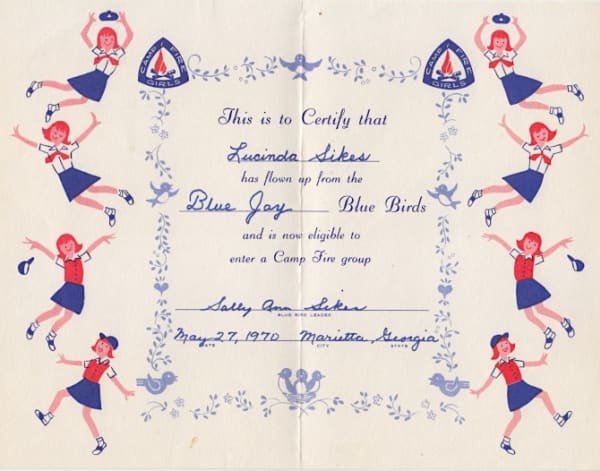 CAMP FIRE GIRLS
CAMP FIRE GIRLS
This is to Certify that
Lucinda Sikes
has flown up from the
Blue Jay Blue Birds
and is now eligible to
enter a Camp Fire group
Sally Ann Sikes
BLUE BIRD LEADER
May 27, 1970 Marietta, Georgia
DATE CITY STATE